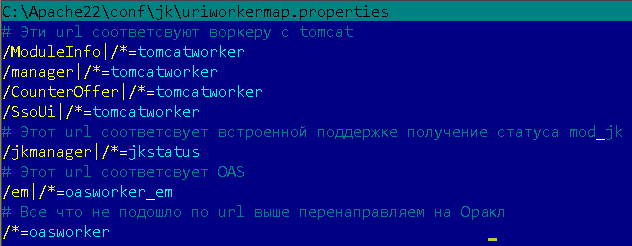 C:\Apache22\conf\jk\uriworkermap.properties
# Эти url соответсвуют воркеру с tomcat
/ModuleInfo|/*=tomcatworker
/manager|/*=tomcatworker
/CounterOffer|/*=tomcatworker
/SsoUi|/*=tomcatworker
# Этот url соответсвует встроенной поддержке получение статуса mod_jk
/jkmanager|/*=jkstatus
# Этот url соответсвует OAS
/em|/*=oasworker_em
# Все что не подошло по url выше перенаправляем на Оракл
/*=oasworker